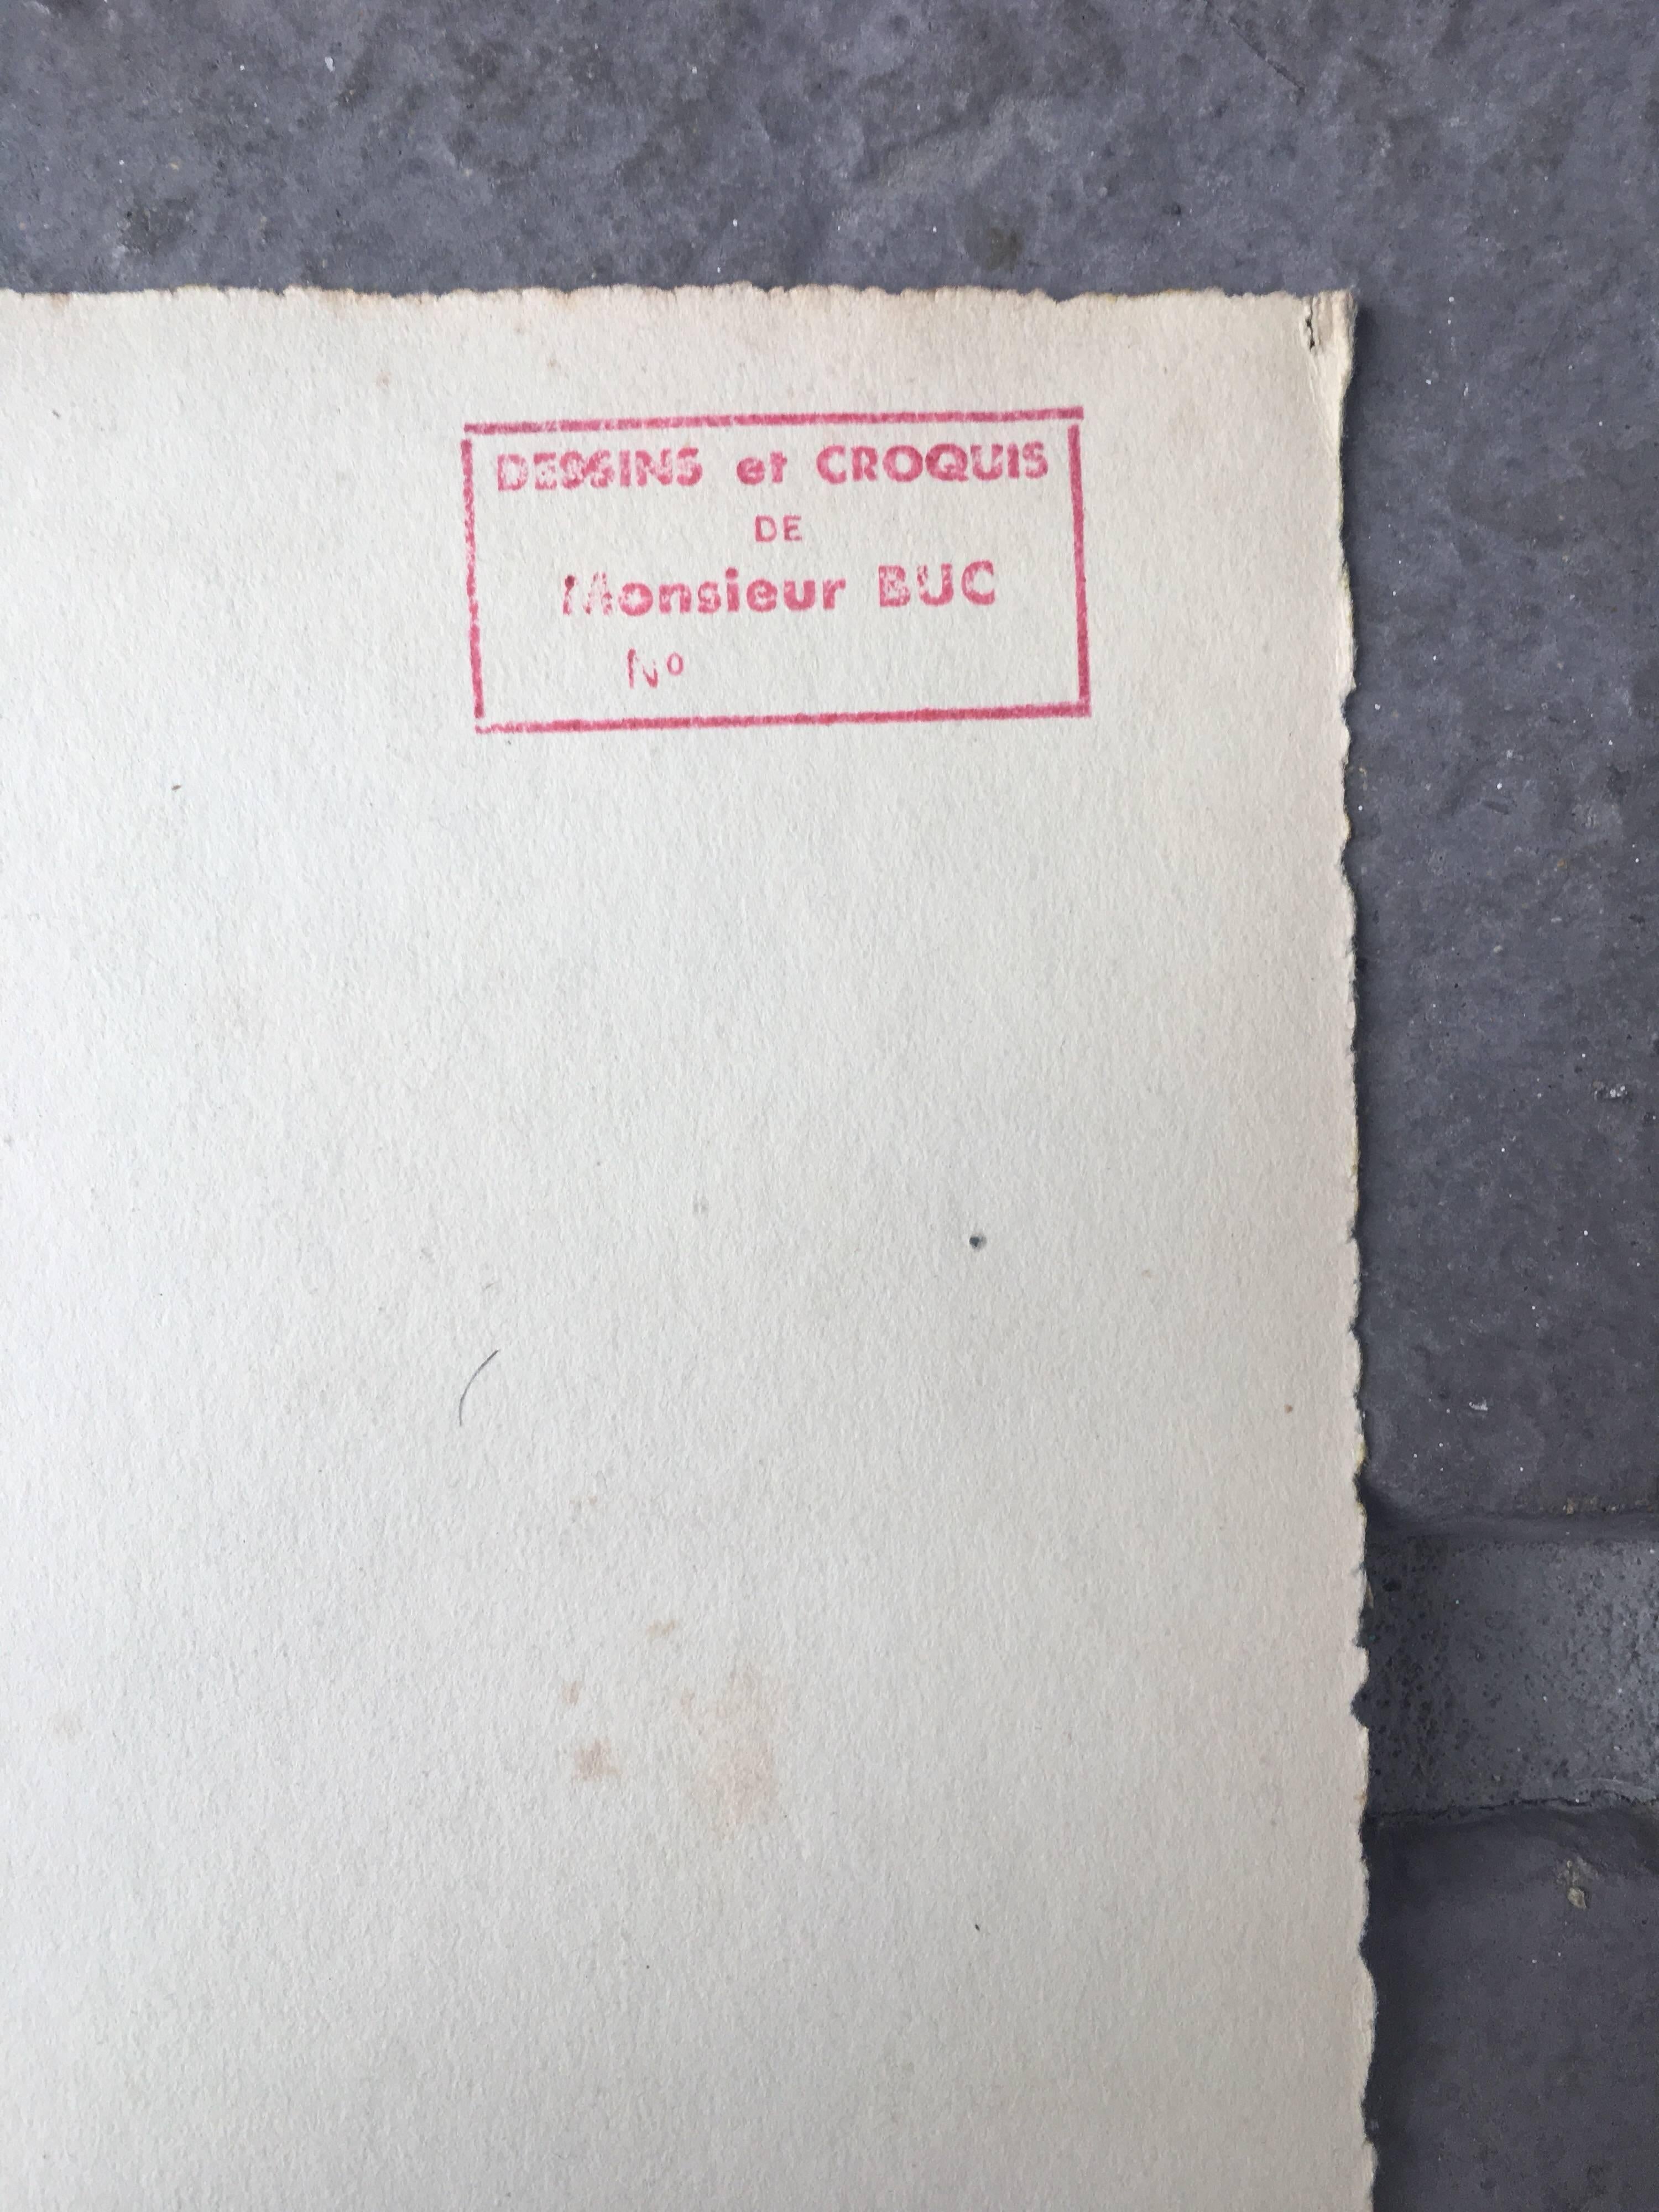 DESSINS et CROQUIS
DE
Monsieur BUC
Nº